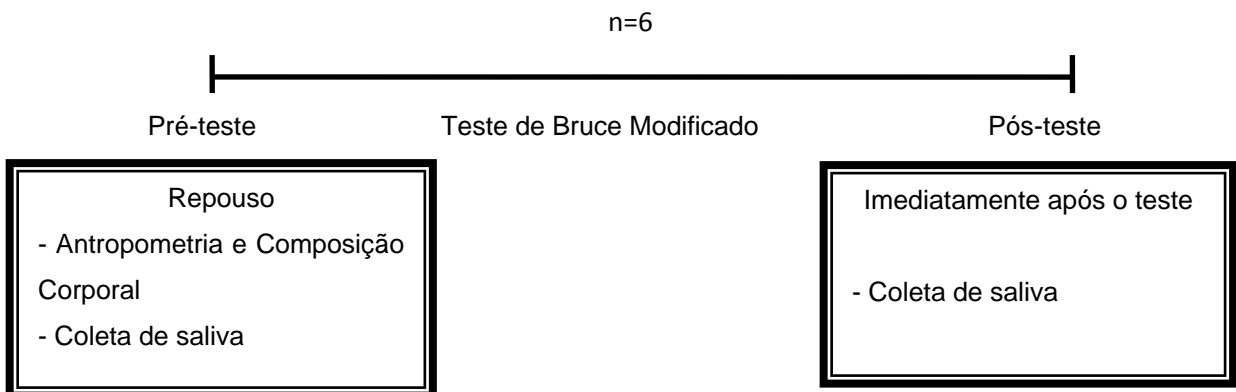 n=6
Pré-teste
Teste de Bruce Modificado
Pós-teste
Repouso
- Antropometria e Composição
Corporal
- Coleta de saliva
Imediatamente após o teste
- Coleta de saliva